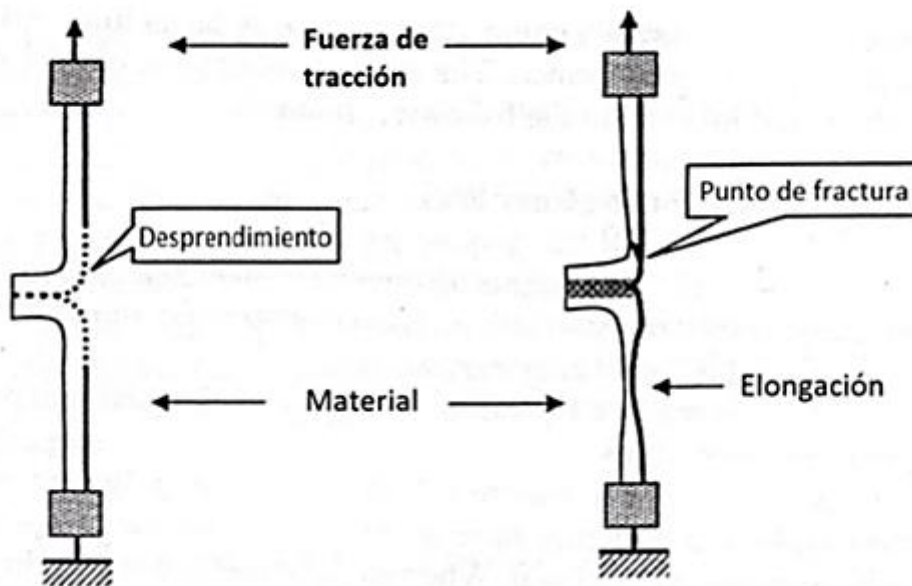 Fuerza de
tracción
Desprendimiento
Punto de fractura
Material
Elongación